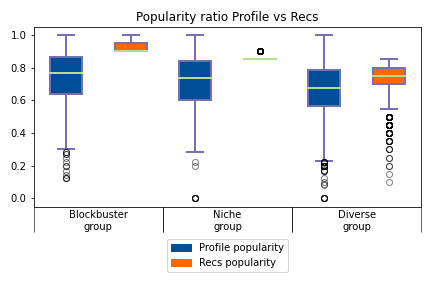 Popularity ratio Profile vs Recs
1.0
0.8
0.6
0.4
0.2
0.0
Blockbuster
group
Niche
group
Diverse
group
Profile popularity
Recs popularity